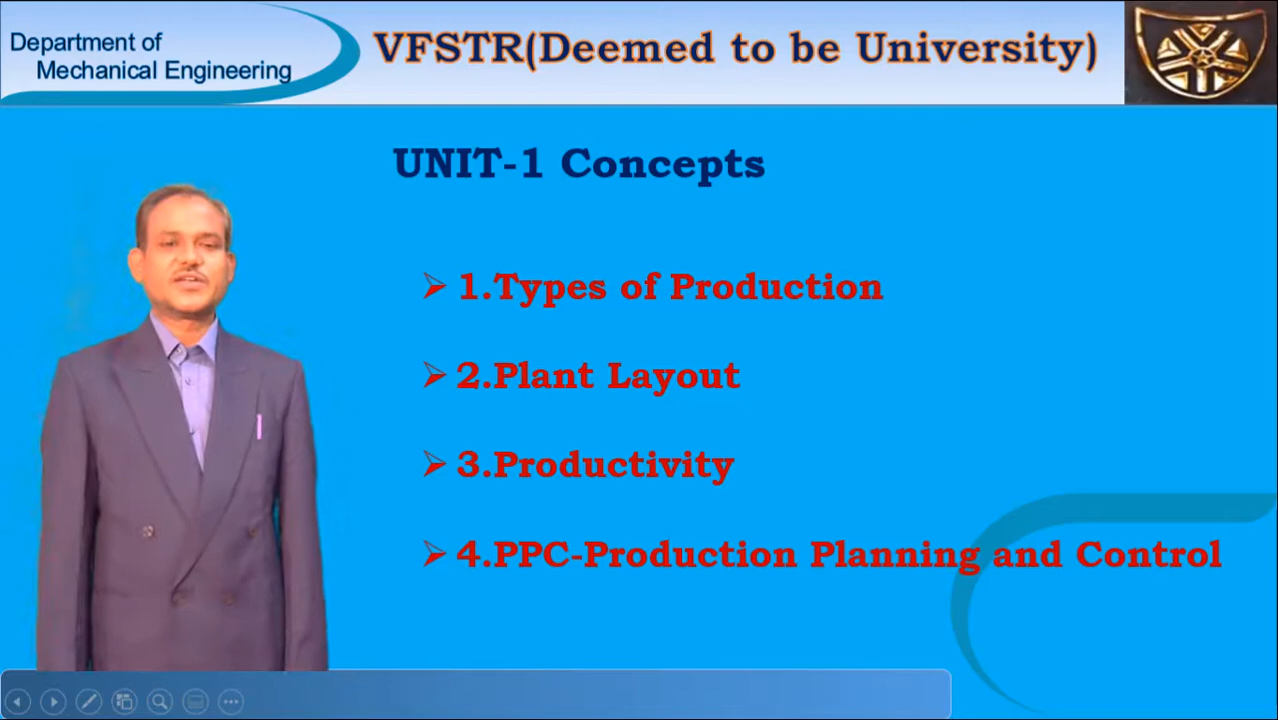 Department of
Mechanical Engineering
VFSTR(Deemed to be University)
UNIT-1 Concepts
1.Types of Production
2.Plant Layout
3.Productivity
4.PPC-Production Planning and Control